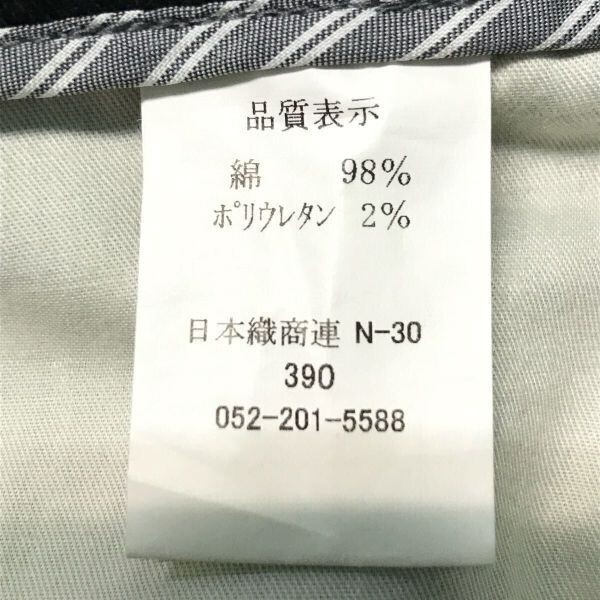 品質表示
綿 98%
ポリウレタン 2%
日本織商連 N-30
390
052-201-5588